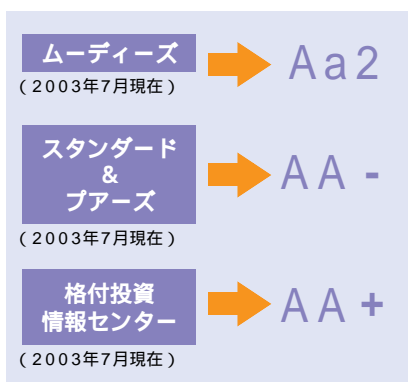 ムーディーズ
Aa2
(2003年7月現在)
スタンダード
&
プアーズ
AA -
(2003年7月現在)
格付投資
情報センター
AA +
(2003年7月現在)